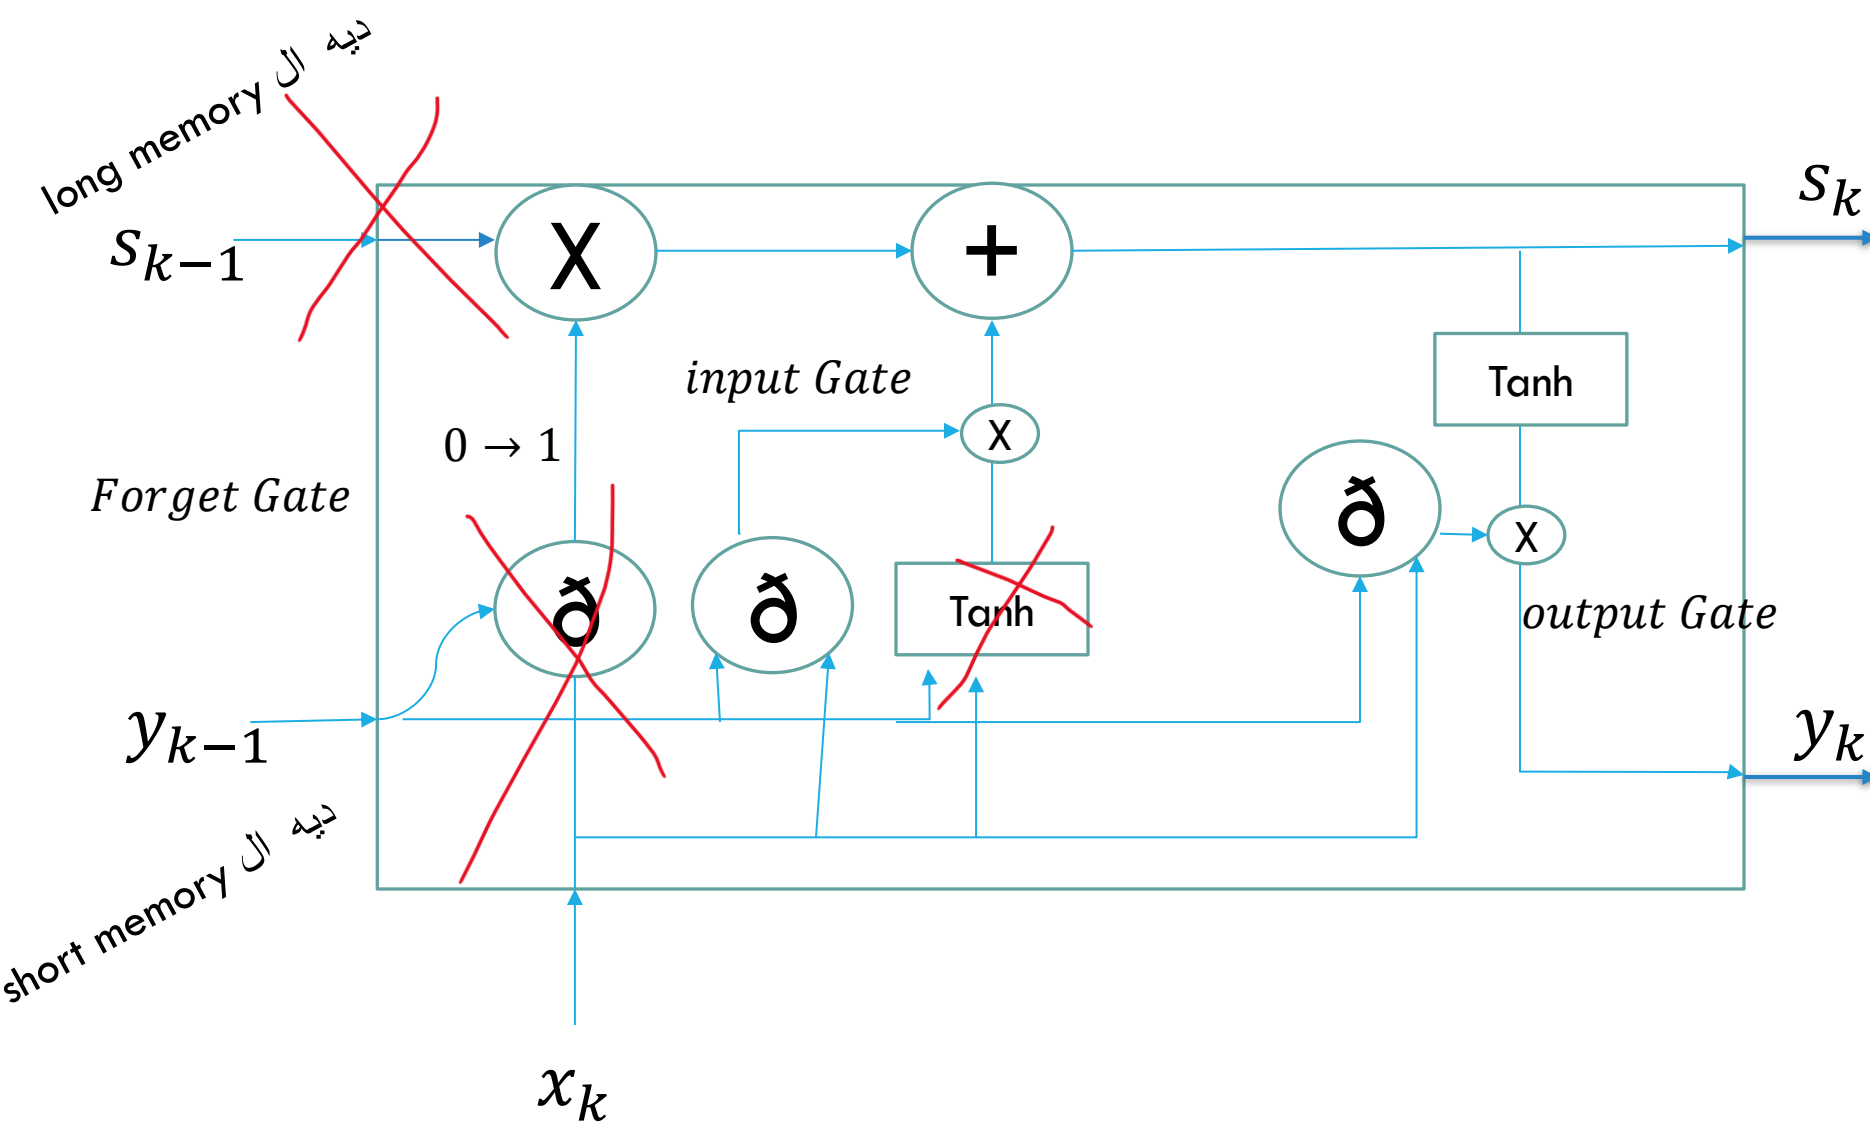 ديه ال long memory
s_{k-1}
X
+
s_k
input Gate
0 → 1
X
Tanh
Forget Gate
ð
ð
Tanh
ð
X
output Gate
y_{k-1}
y_k
ديه ال short memory
x_k